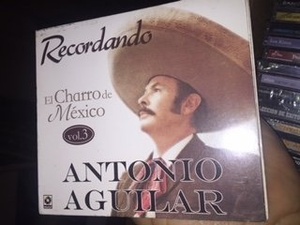 Recordando
El Charro de
México
vol.3
ANTONIO
AGUILAR